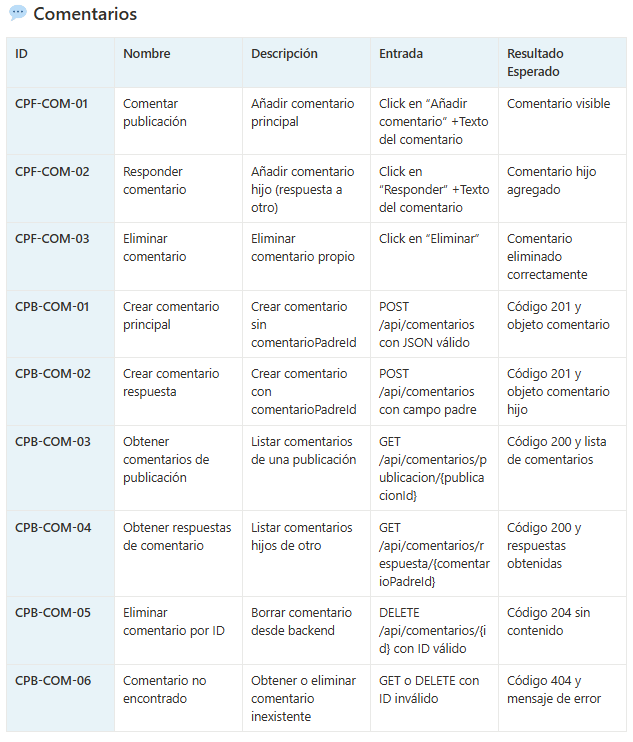 💬 Comentarios
ID
Nombre
Descripción
Entrada
Resultado
Esperado
CPF-COM-01
Comentar
publicación
Añadir comentario
principal
Click en “Añadir
comentario” +Texto
del comentario
Comentario visible
CPF-COM-02
Responder
comentario
Añadir comentario
hijo (respuesta a
otro)
Click en
“Responder” +Texto
del comentario
Comentario hijo
agregado
CPF-COM-03
Eliminar
comentario
Eliminar
comentario propio
Click en “Eliminar”
Comentario
eliminado
correctamente
CPB-COM-01
Crear comentario
principal
Crear comentario
sin
comentarioPadreId
POST
/api/comentarios
con JSON válido
Código 201 y
objeto comentario
CPB-COM-02
Crear comentario
respuesta
Crear comentario
con
comentarioPadreId
POST
/api/comentarios
con campo padre
Código 201 y
objeto comentario
hijo
CPB-COM-03
Obtener
comentarios de
publicación
Listar comentarios
de una publicación
GET
/api/comentarios/p
ublicacion/{publica
cionId}
Código 200 y lista
de comentarios
CPB-COM-04
Obtener respuestas
de comentario
Listar comentarios
hijos de otro
GET
/api/comentarios/r
espuesta/{comentar
ioPadreId}
Código 200 y
respuestas
obtenidas
CPB-COM-05
Eliminar
comentario por ID
Borrar comentario
desde backend
DELETE
/api/comentarios/{i
d} con ID válido
Código 204 sin
contenido
CPB-COM-06
Comentario no
encontrado
Obtener o eliminar
comentario
inexistente
GET o DELETE con
ID inválido
Código 404 y
mensaje de error